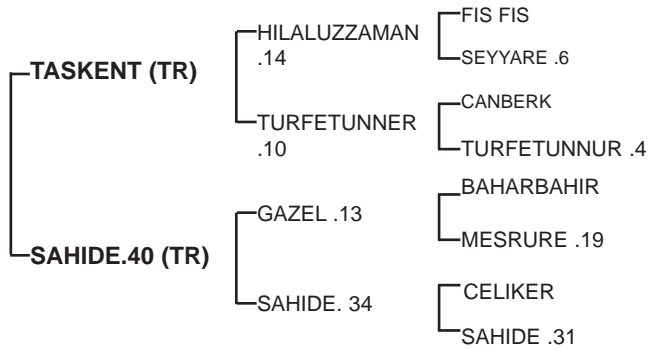 TASKENT (TR)
SAHIDE.40 (TR)
HILALUZZAMAN
.14
TURFETUNNER
.10
GAZEL .13
SAHIDE. 34
FIS FIS
SEYYARE .6
CANBERK
TURFETUNNUR .4
BAHARBAHIR
MESRURE .19
CELIKER
SAHIDE .31